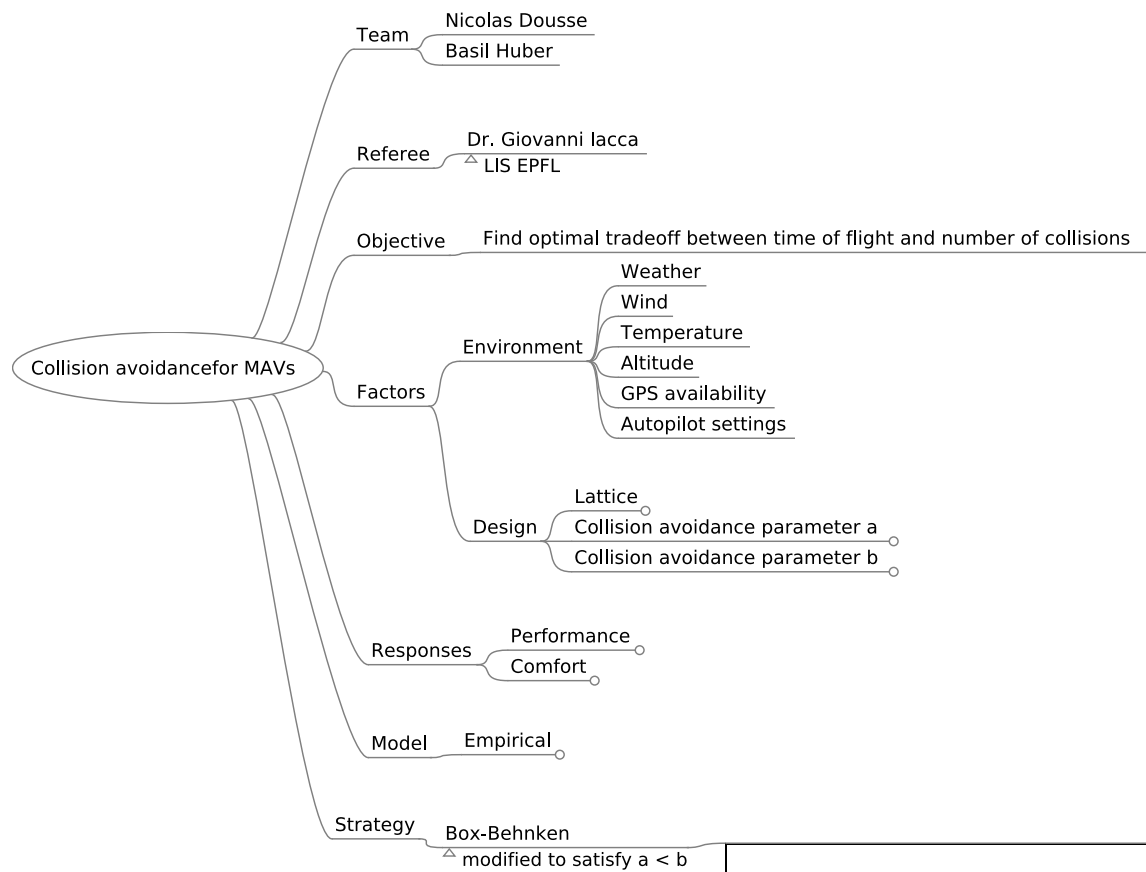 Team
Nicolas Dousse
Basil Huber
Referee
Dr. Giovanni Iacca
LIS EPFL
Objective
Find optimal tradeoff between time of flight and number of collisions
Collision avoidancefor MAVs
Factors
Environment
Weather
Wind
Temperature
Altitude
GPS availability
Autopilot settings
Design
Lattice
Collision avoidance parameter a
Collision avoidance parameter b
Responses
Performance
Comfort
Model
Empirical
Strategy
Box-Behnken
modified to satisfy a < b